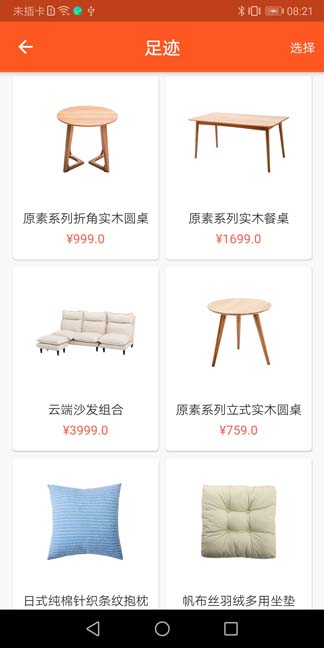 未插卡 08:21
足迹 选择
原素系列折角实木圆桌 原素系列实木餐桌
¥999.0 ¥1699.0
云端沙发组合 原素系列立式实木圆桌
¥3999.0 ¥759.0
日式纯棉针织条纹抱枕 帆布丝羽绒多用坐垫